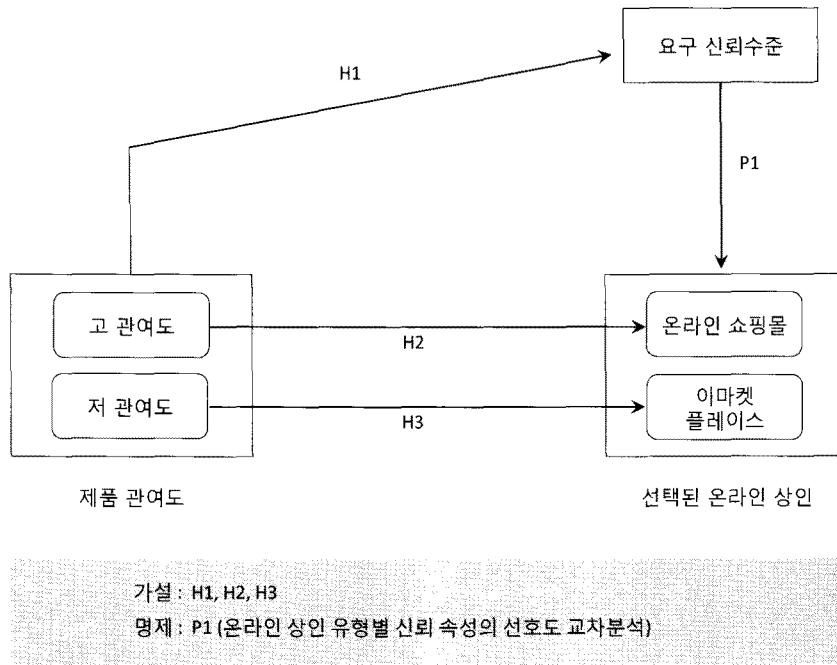 요구 신뢰수준
H1
P1
고 관여도
온라인 쇼핑몰
H2
저 관여도
이마켓
플레이스
H3
제품 관여도
선택된 온라인 상인
가설 : H1, H2, H3
명제 : P1 (온라인 상인 유형별 신뢰 속성의 선호도 교차분석)